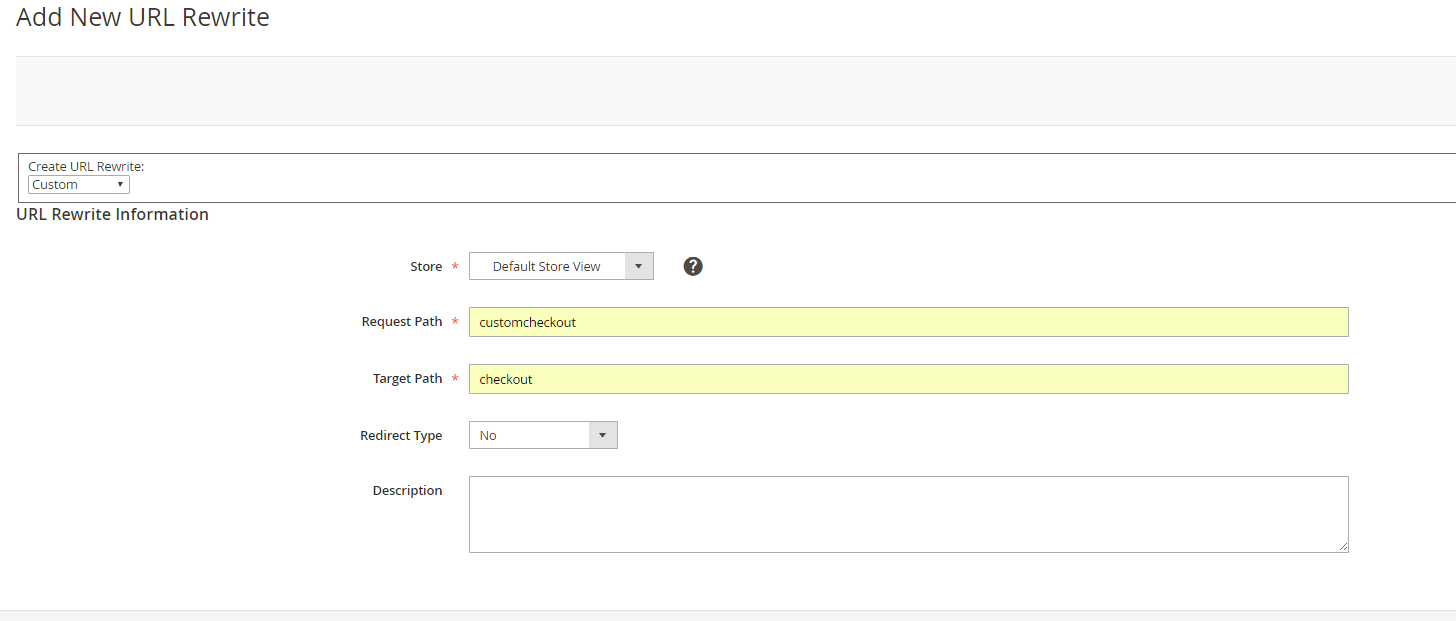 Add New URL Rewrite
Create URL Rewrite:
Custom
URL Rewrite Information
Store * Default Store View ?
Request Path * customcheckout
Target Path * checkout
Redirect Type No
Description